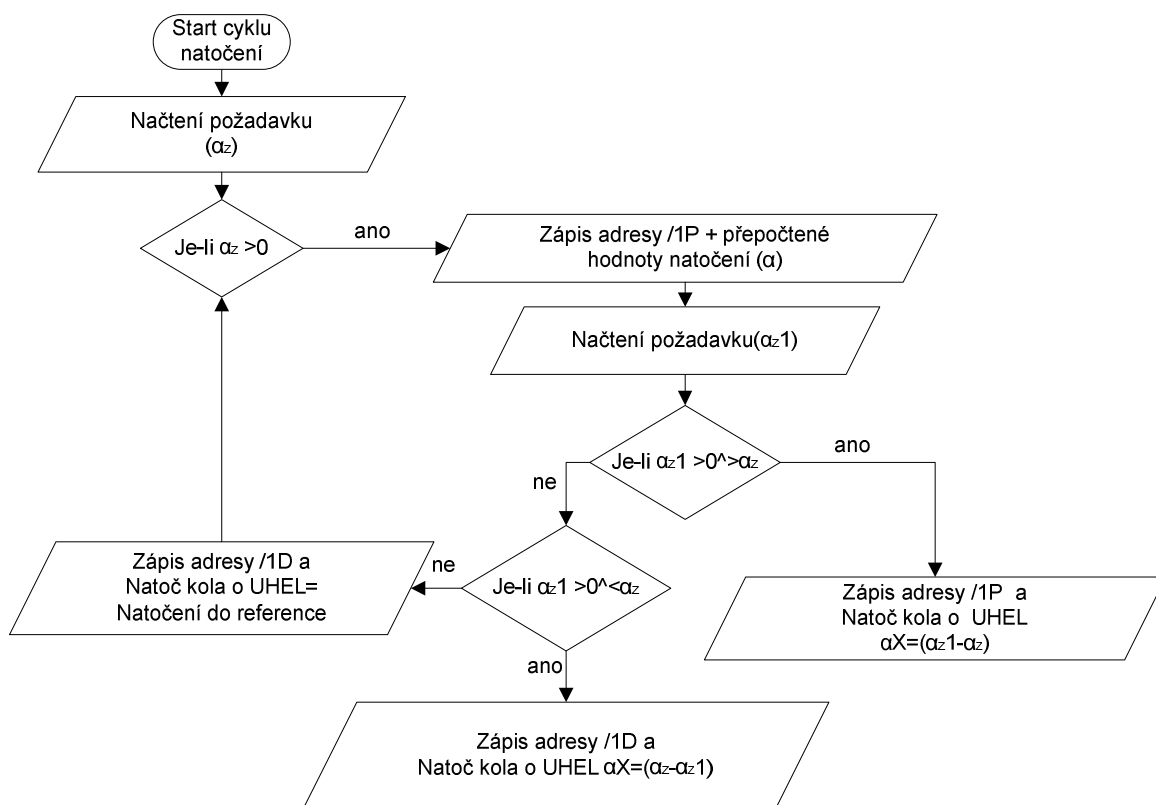 Start cyklu
natočení
Načtení požadavku
(αz)
Je-li αz >0
ano
Zápis adresy /1P + přepočtené
hodnoty natočení (α)
Načtení požadavku(αz1)
Je-li αz1 >0^>αz
ano
ne
Je-li αz1 >0^<αz
ne
Zápis adresy /1D a
Natoč kola o UHEL=
Natočení do reference
Zápis adresy /1P a
Natoč kola o UHEL
αX=(αz1-αz)
ano
Zápis adresy /1D a
Natoč kola o UHEL αX=(αz-αz1)